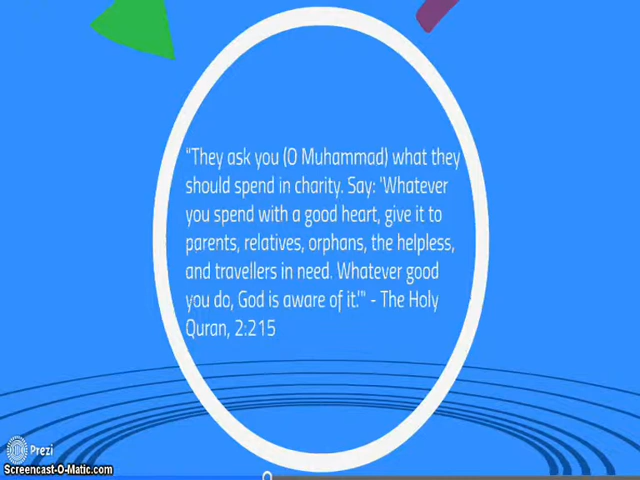 "They ask you (O Muhammad) what they
should spend in charity. Say: 'Whatever
you spend with a good heart, give it to
parents, relatives, orphans, the helpless,
and travellers in need. Whatever good
you do, God is aware of it.'" - The Holy
Quran, 2:215
Prezi
Screencast-O-Matic.com